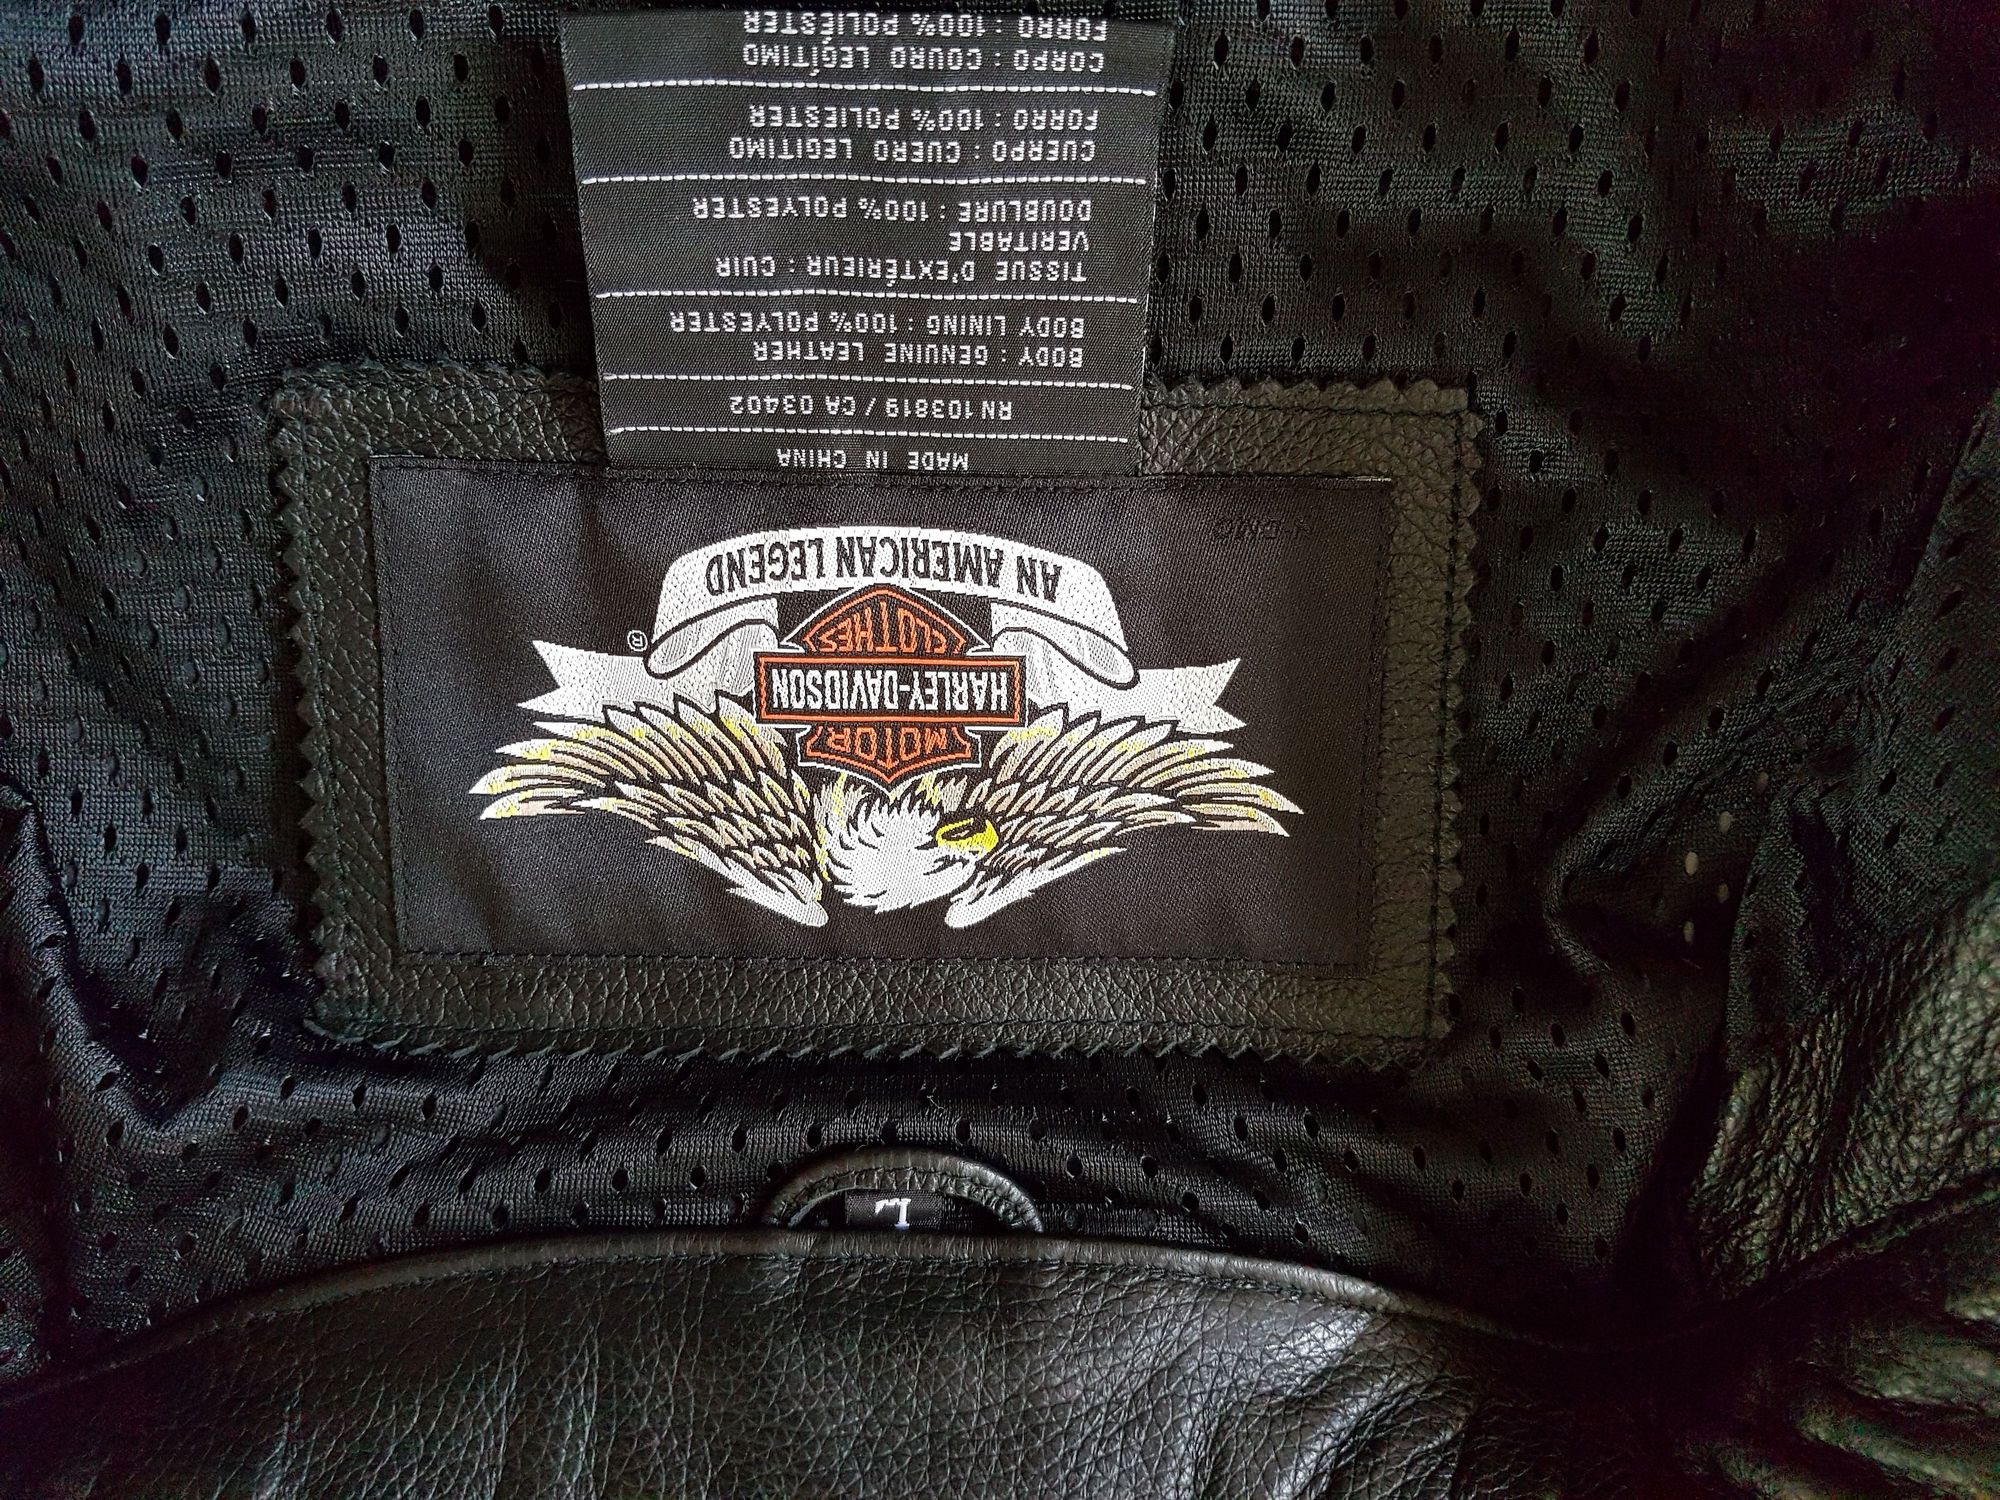 L
MOTOR
HARLEY-DAVIDSON
CLOTHES
®
AN AMERICAN LEGEND
MADE IN CHINA
RN 103819 / CA 03402
BODY : GENUINE LEATHER
BODY LINING : 100% POLYESTER
TISSUE D'EXTÉRIEUR : CUIR
VERITABLE
DOUBLURE : 100% POLYESTER
CUERPO : CUERO LEGITIMO
FORRO : 100% POLIESTER
CORPO : COURO LEGÍTIMO
FORRO : 100% POLIÉSTER